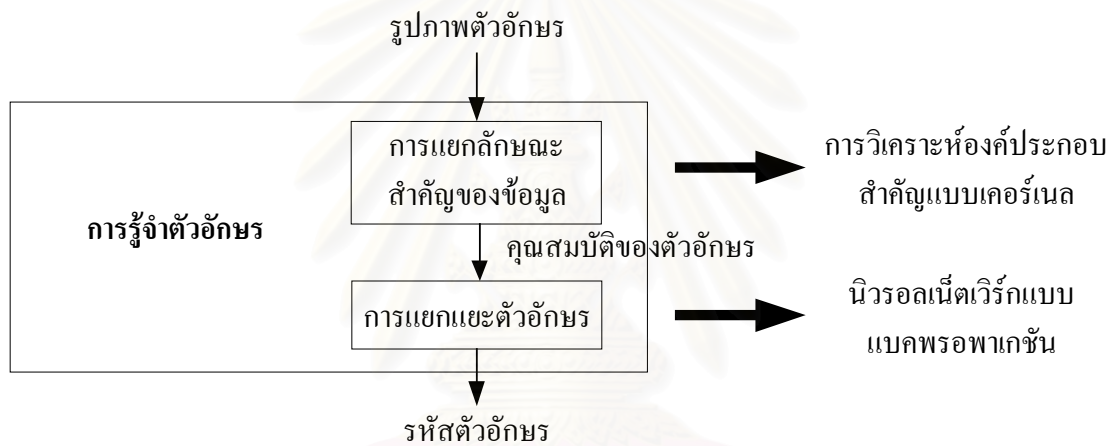 รูปภาพตัวอักษร
การแยกลักษณะ
สำคัญของข้อมูล
การวิเคราะห์องค์ประกอบ
สำคัญแบบเคอร์เนล
การรู้จำตัวอักษร
คุณสมบัติของตัวอักษร
การแยกแยะตัวอักษร
นิวรอลเน็ตเวิร์กแบบ
แบคพรอพาเกชัน
รหัสตัวอักษร